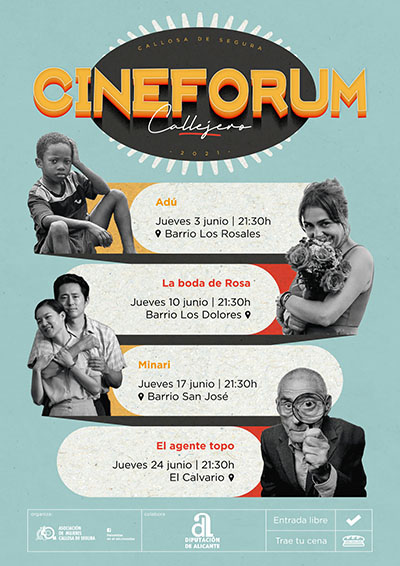 CALLOSA DE SEGURA
CINEFORUM
Callejero
- 2021 -
Adú
Jueves 3 junio | 21:30h
Barrio Los Rosales
La boda de Rosa
Jueves 10 junio | 21:30h
Barrio Los Dolores
Minari
Jueves 17 junio | 21:30h
Barrio San José
El agente topo
Jueves 24 junio | 21:30h
El Calvario
organiza:
ASOCIACIÓN
DE MUJERES
CALLOSA DE SEGURA
colabora:
DIPUTACIÓN
DE ALICANTE
Entrada libre
Trae tu cena